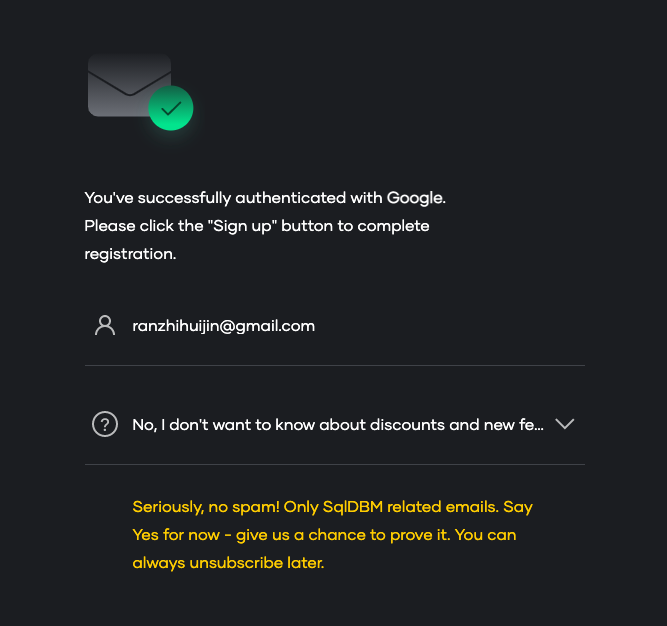 You've successfully authenticated with Google.
Please click the "Sign up" button to complete
registration.
ranzhihuijin@gmail.com
No, I don't want to know about discounts and new fe...
Seriously, no spam! Only SqlDBM related emails. Say
Yes for now - give us a chance to prove it. You can
always unsubscribe later.